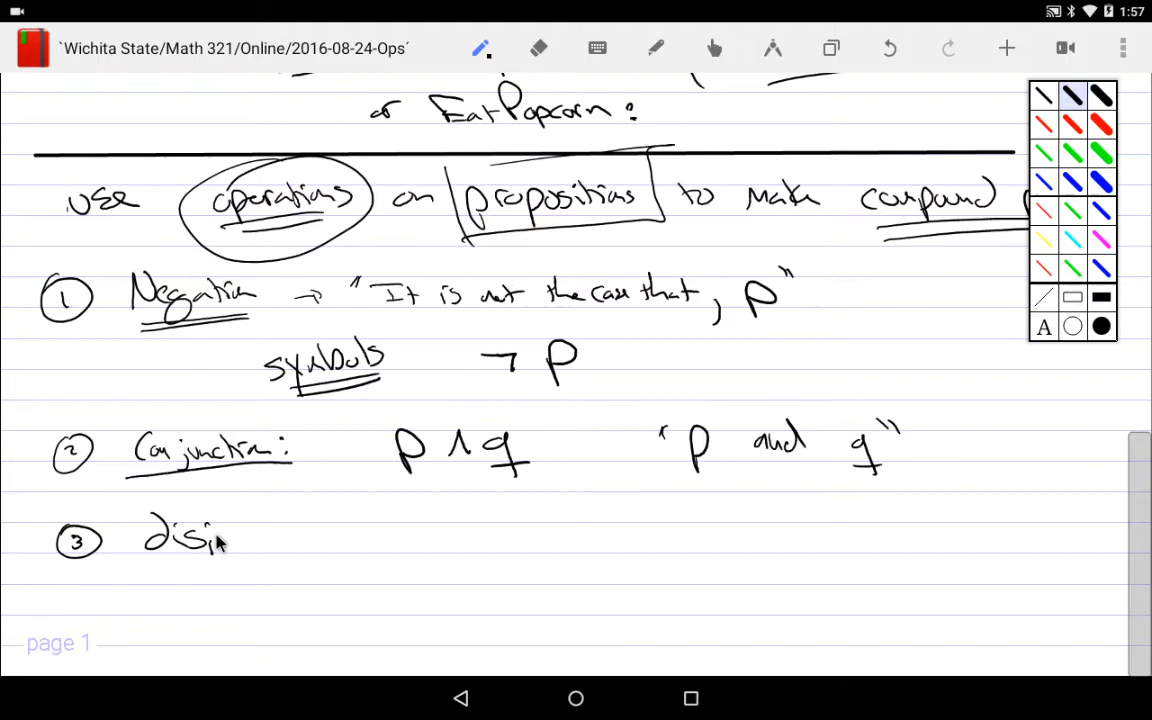 1:57
`Wichita State/Math 321/Online/2016-08-24-Ops´
or EatPopcorn:
use operations on propositions to make compound p
① Negation → "It is not the case that, p"
symbols ¬ p
② Conjunction: p ∧ q "p and q"
③ disj
A
page 1